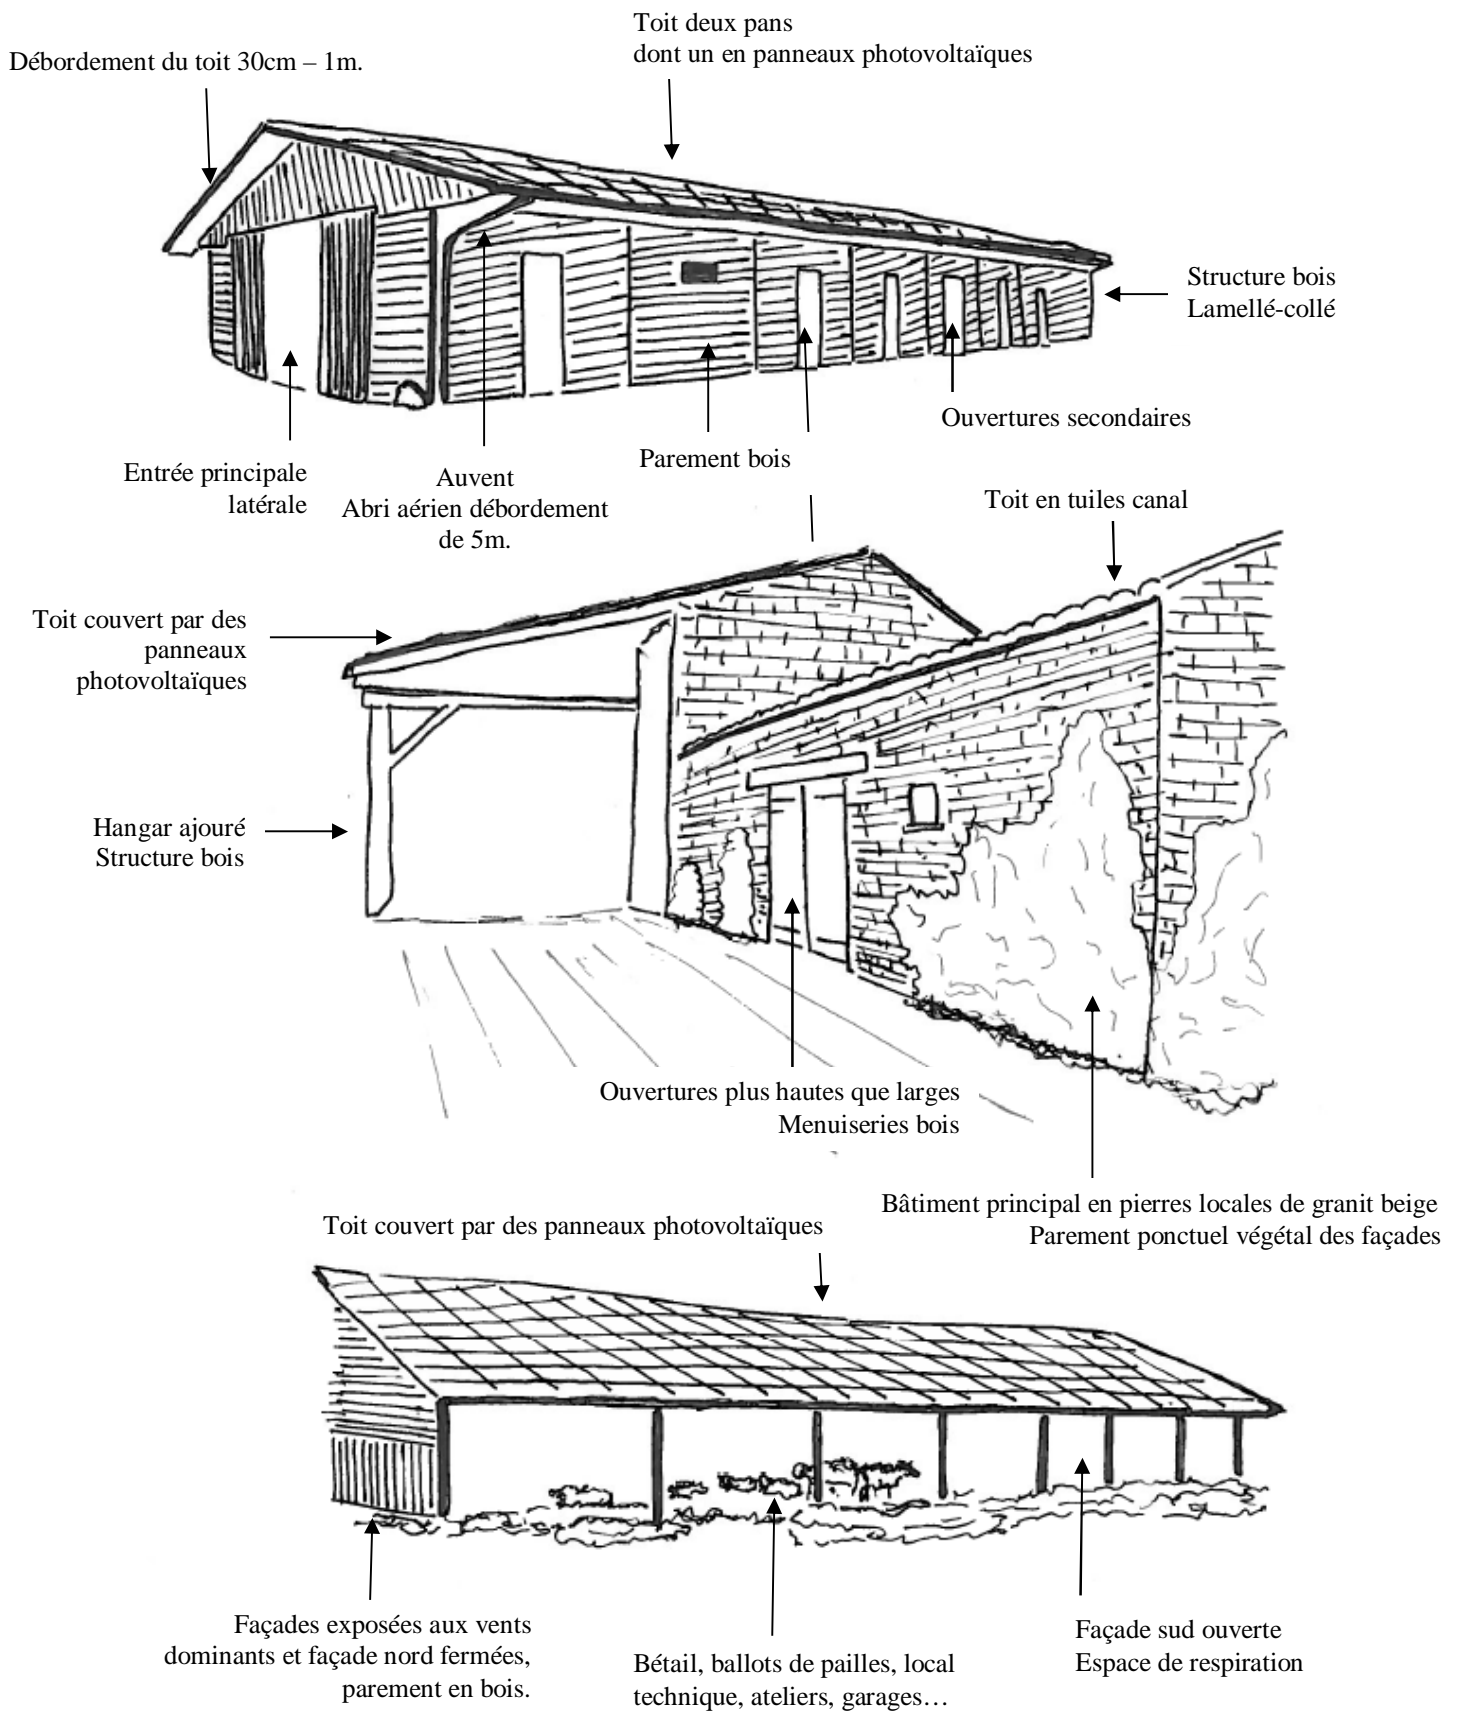 Toit deux pans
dont un en panneaux photovoltaïques
Débordement du toit 30cm – 1m.
Structure bois
Lamellé-collé
Ouvertures secondaires
Parement bois
Entrée principale
latérale
Auvent
Abri aérien débordement
de 5m.
Toit en tuiles canal
Toit couvert par des
panneaux
photovoltaïques
Hangar ajouré
Structure bois
Ouvertures plus hautes que larges
Menuiseries bois
Bâtiment principal en pierres locales de granit beige
Parement ponctuel végétal des façades
Toit couvert par des panneaux photovoltaïques
Façades exposées aux vents
dominants et façade nord fermées,
parement en bois.
Bétail, ballots de pailles, local
technique, ateliers, garages…
Façade sud ouverte
Espace de respiration